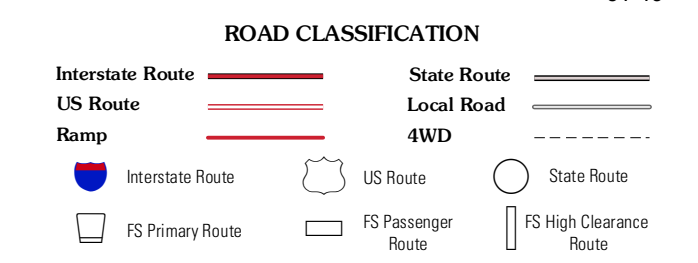 ROAD CLASSIFICATION
Interstate Route
State Route
US Route
Local Road
Ramp
4WD
Interstate Route
US Route
State Route
FS Primary Route
FS Passenger
Route
FS High Clearance
Route